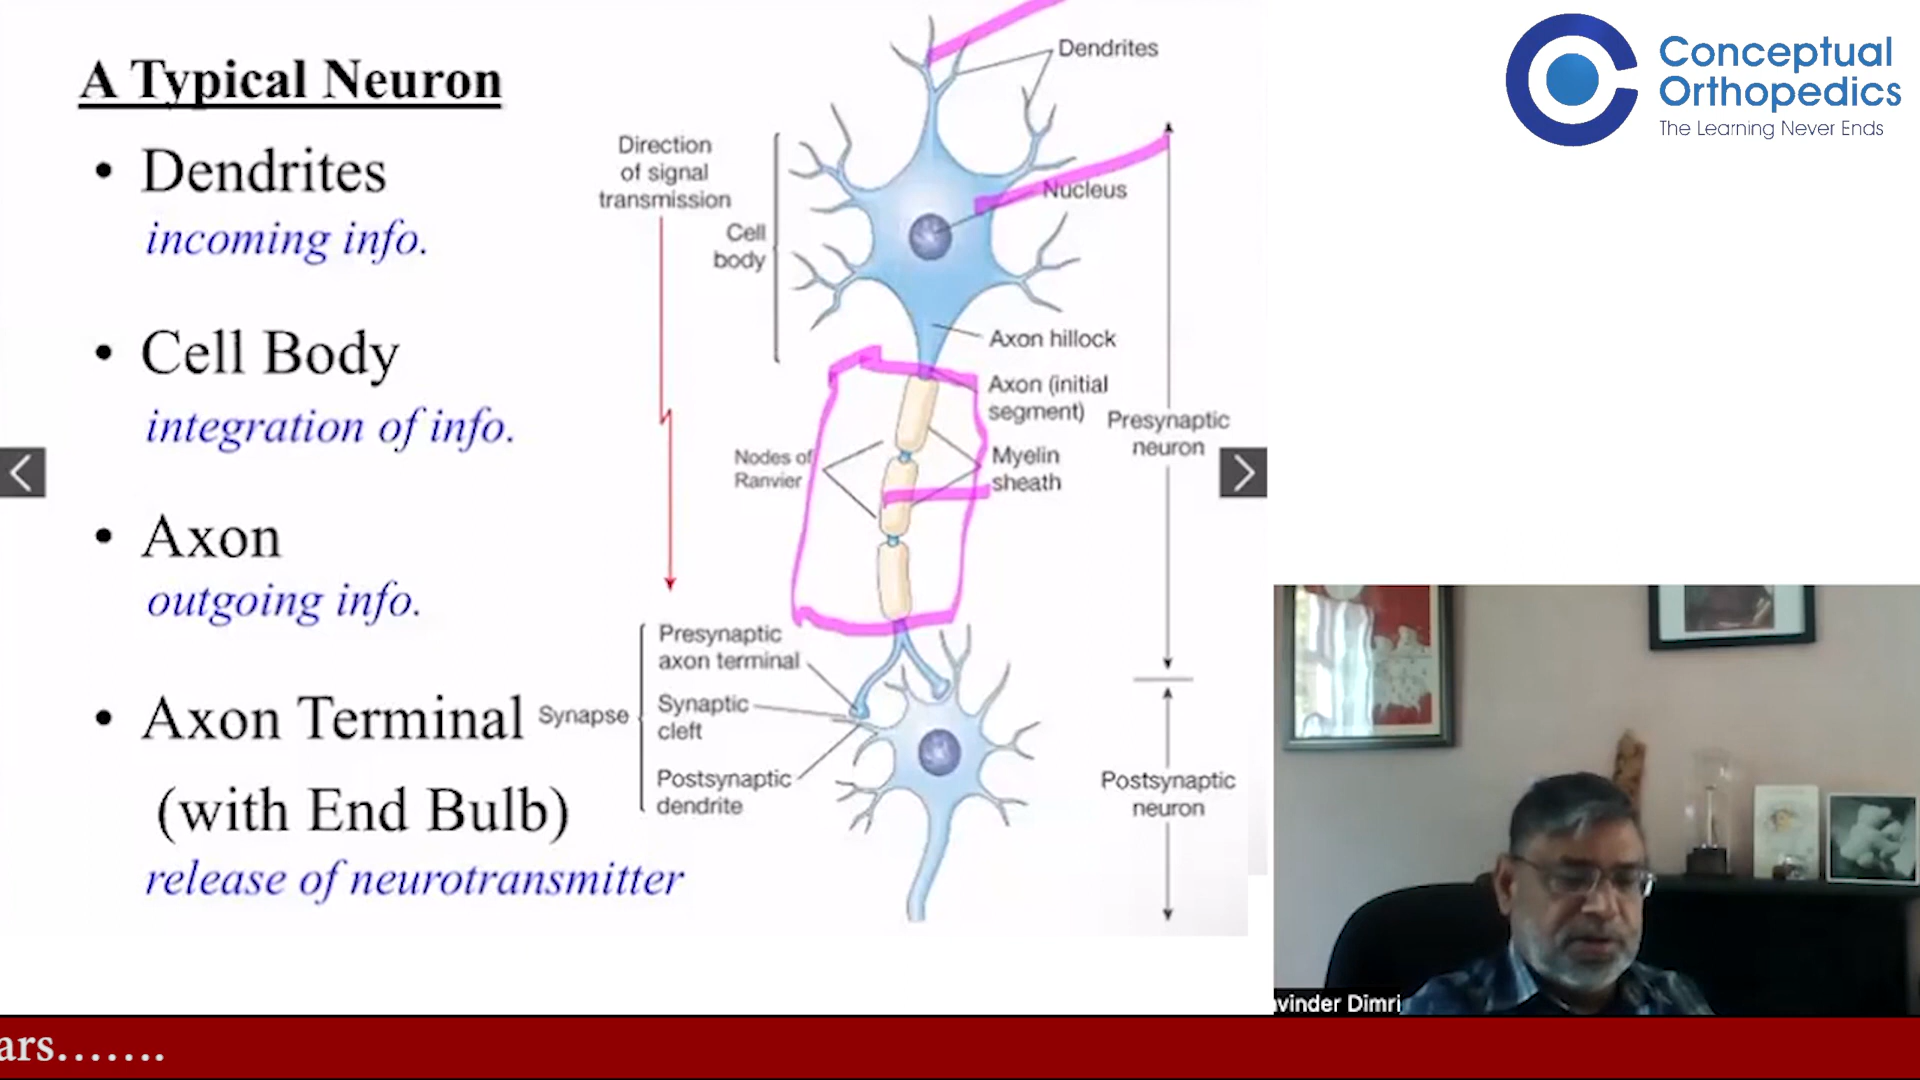 A Typical Neuron
• Dendrites
incoming info.
• Cell Body
integration of info.
• Axon
outgoing info.
• Axon Terminal
(with End Bulb)
release of neurotransmitter
Direction
of signal
transmission
Cell
body
Dendrites
Nucleus
Axon hillock
Axon (initial
segment)
Nodes of
Ranvier
Myelin
sheath
Presynaptic
neuron
Synapse
Presynaptic
axon terminal
Synaptic
cleft
Postsynaptic
dendrite
Postsynaptic
neuron
Conceptual
Orthopedics
The Learning Never Ends
avinder Dimri
ars.......